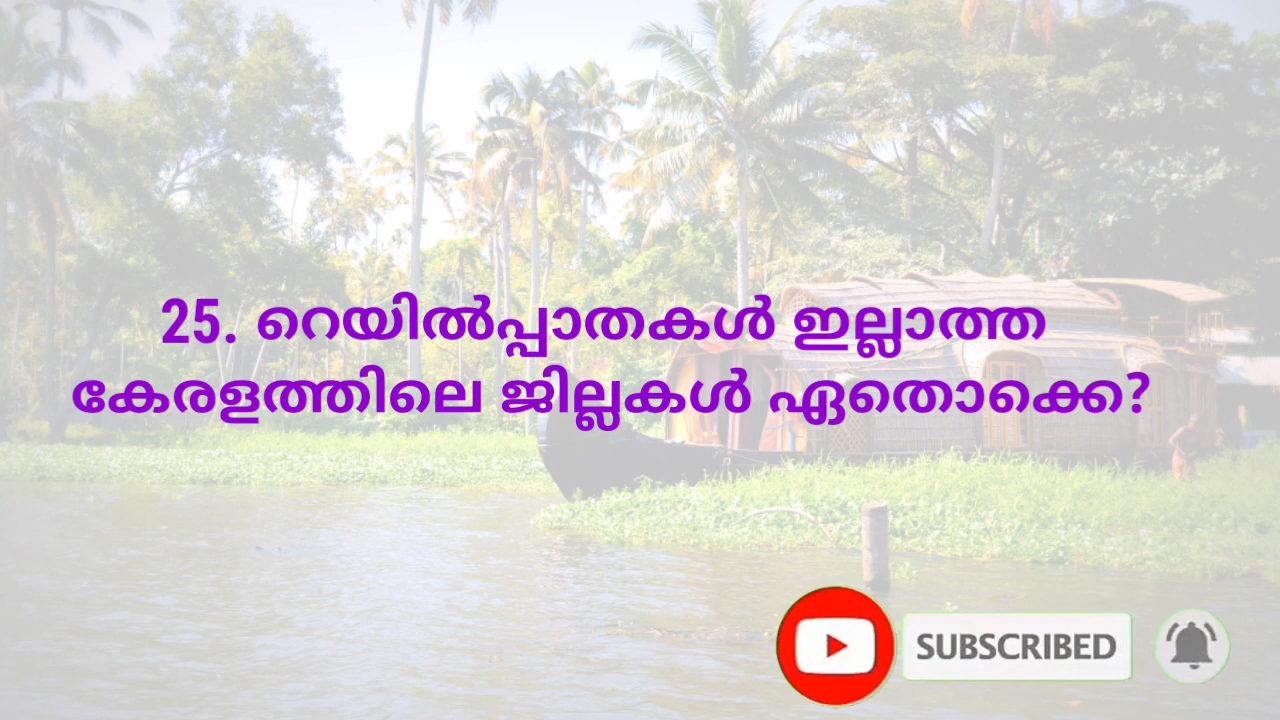 25. റെയിൽപ്പാതകൾ ഇല്ലാത്ത
കേരളത്തിലെ ജില്ലകൾ ഏതൊക്കെ?
SUBSCRIBED